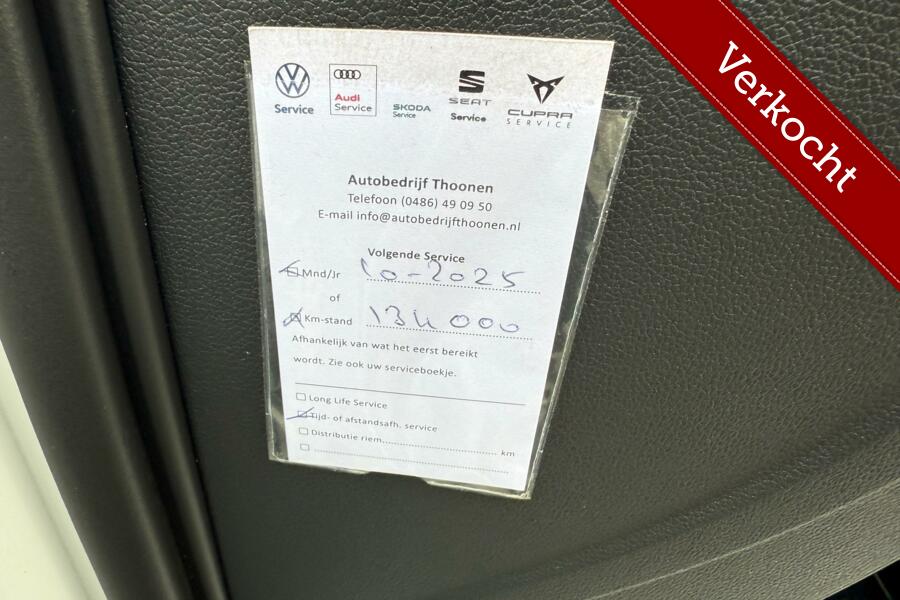 Verkocht
Service
Audi
Service
ŠKODA
Service
SEAT
Service
CUPRA
SERVICE
Autobedrijf Thoonen
Telefoon (0486) 49 09 50
E-mail info@autobedrijfthoonen.nl
Volgende Service
Mnd/Jr 10-2025
of
Km-stand 134000
Afhankelijk van wat het eerst bereikt
wordt. Zie ook uw serviceboekje.
Long Life Service
Tijd- of afstandsafh. service
Distributie riem.................................... km